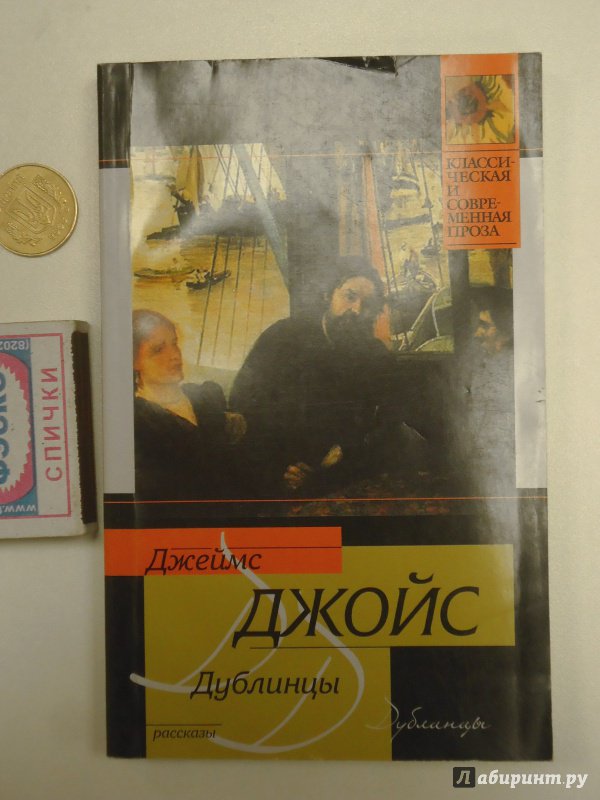 КЛАССИ-
ЧЕСКАЯ
И
СОВРЕ-
МЕННАЯ
ПРОЗА
СПИЧКИ
Джеймс
ДЖОЙС
Дублинцы
рассказы
Дублинцы
Лабиринт.ру